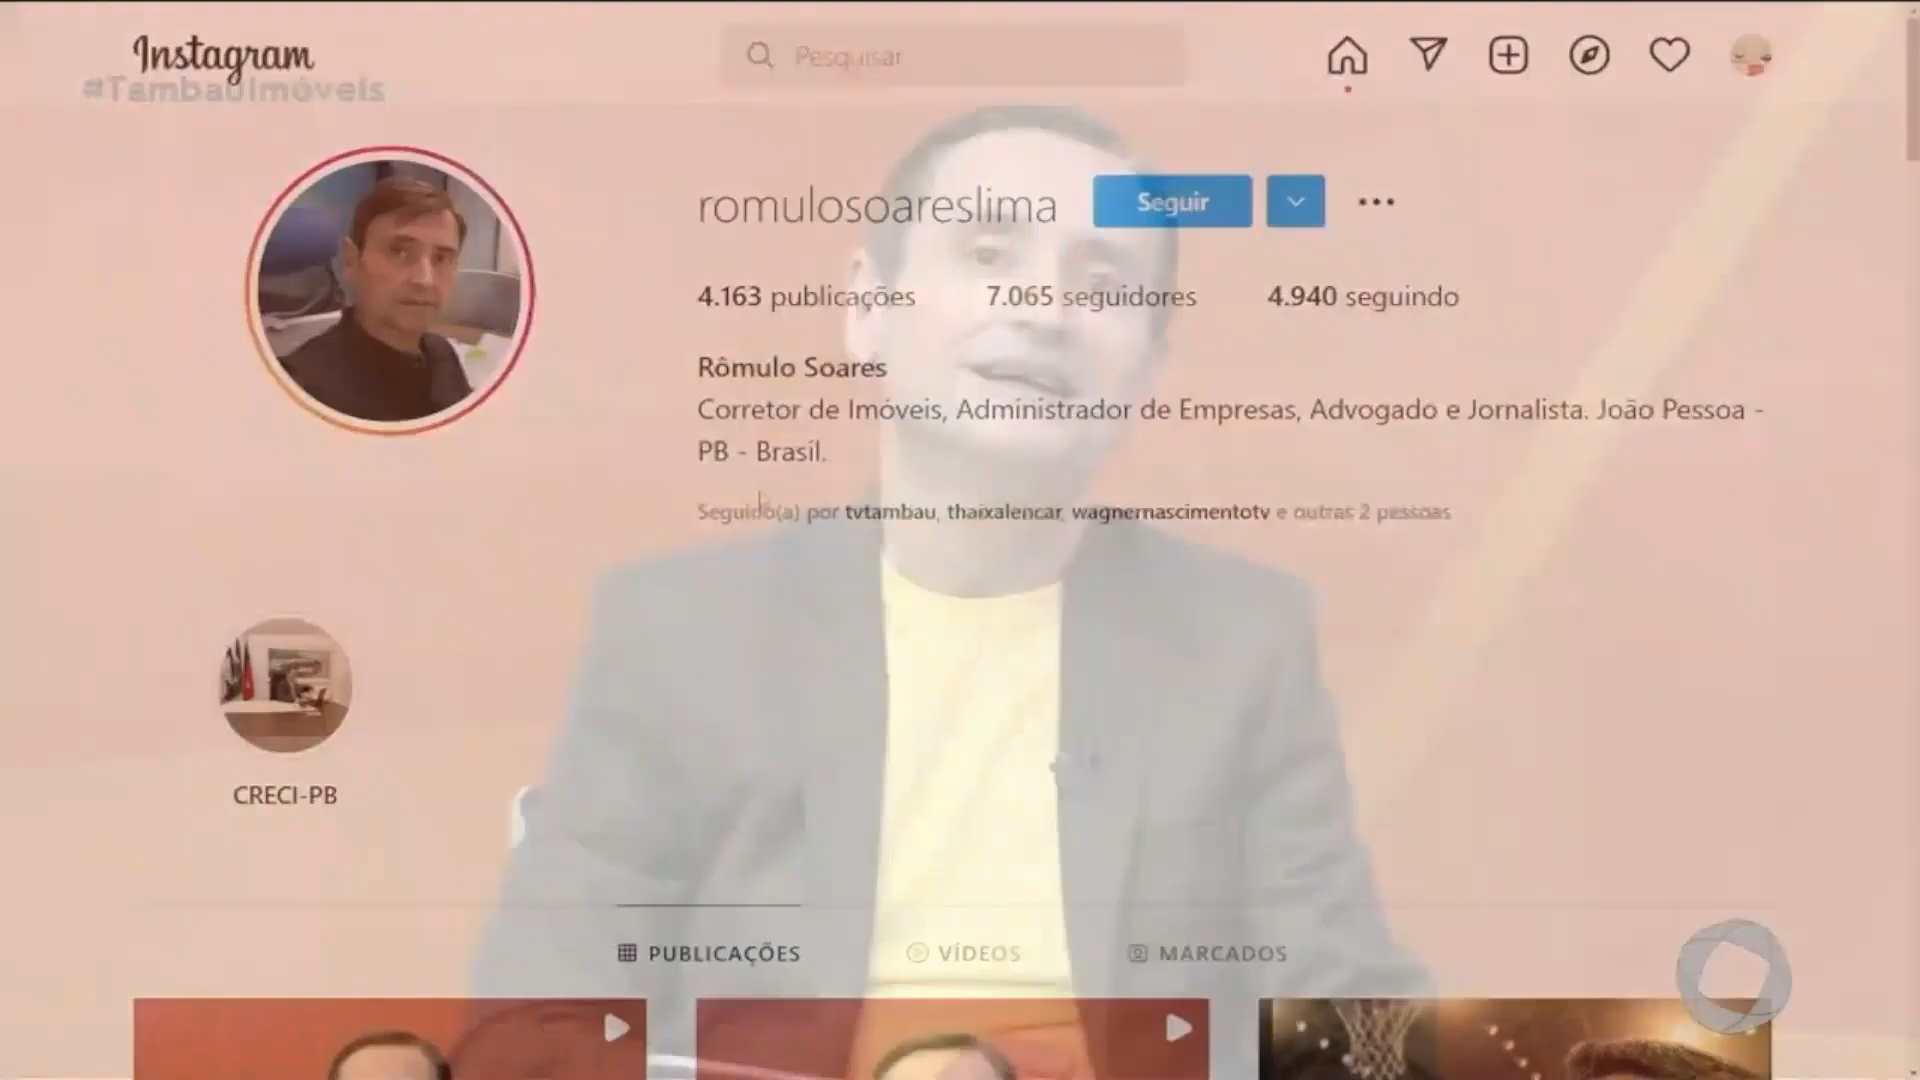 Instagram
Pesquisar
#TambaúImóveis
romulosoareslima
Seguir
4.163 publicações
7.065 seguidores
4.940 seguindo
Rômulo Soares
Corretor de Imóveis, Administrador de Empresas, Advogado e Jornalista. João Pessoa -
PB - Brasil.
Seguido(a) por tvtambau, thaixalencar, wagnernascimentotv e outras 2 pessoas
CRECI-PB
PUBLICAÇÕES
VÍDEOS
MARCADOS